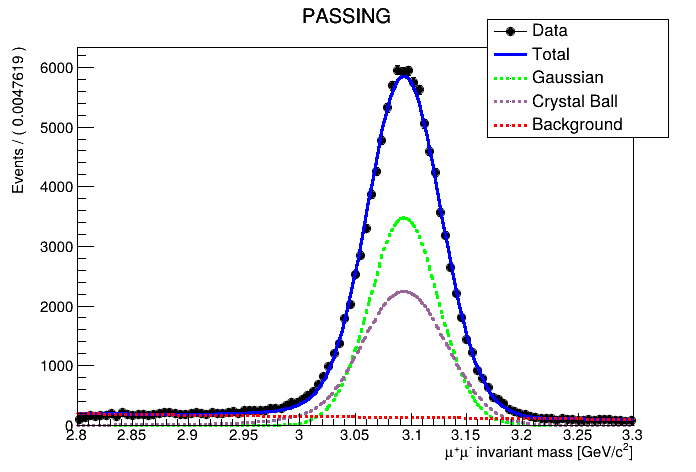 PASSING
Data
Total
Gaussian
Crystal Ball
Background
Events / ( 0.0047619 )
6000
5000
4000
3000
2000
1000
0
2.8 2.85 2.9 2.95 3 3.05 3.1 3.15 3.2 3.25 3.3
μ⁺μ⁻ invariant mass [GeV/c²]